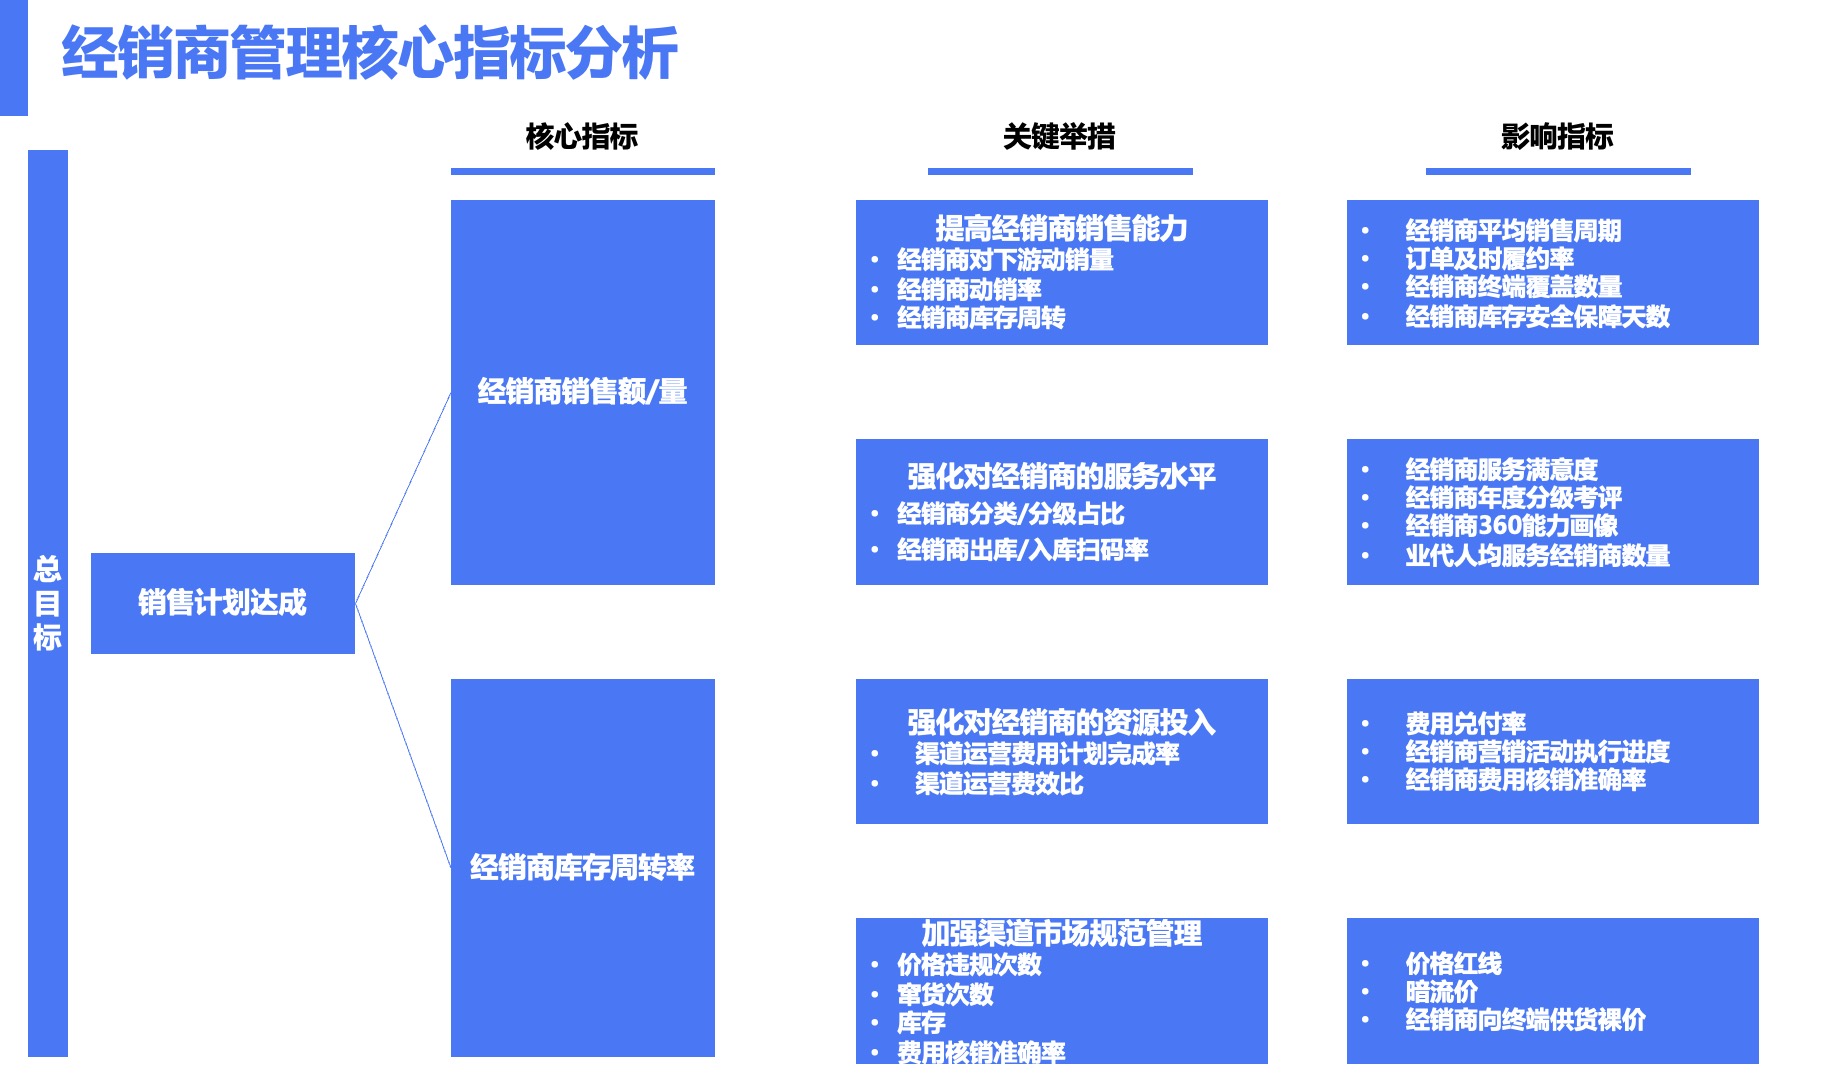 经销商管理核心指标分析
核心指标
关键举措
影响指标
总
目
标
销售计划达成
经销商销售额/量
经销商库存周转率
提高经销商销售能力
• 经销商对下游动销量
• 经销商动销率
• 经销商库存周转
强化对经销商的服务水平
• 经销商分类/分级占比
• 经销商出库/入库扫码率
强化对经销商的资源投入
• 渠道运营费用计划完成率
• 渠道运营费效比
加强渠道市场规范管理
• 价格违规次数
• 窜货次数
• 库存
• 费用核销准确率
• 经销商平均销售周期
• 订单及时履约率
• 经销商终端覆盖数量
• 经销商库存安全保障天数
• 经销商服务满意度
• 经销商年度分级考评
• 经销商360能力画像
• 业代人均服务经销商数量
• 费用兑付率
• 经销商营销活动执行进度
• 经销商费用核销准确率
• 价格红线
• 暗流价
• 经销商向终端供货裸价